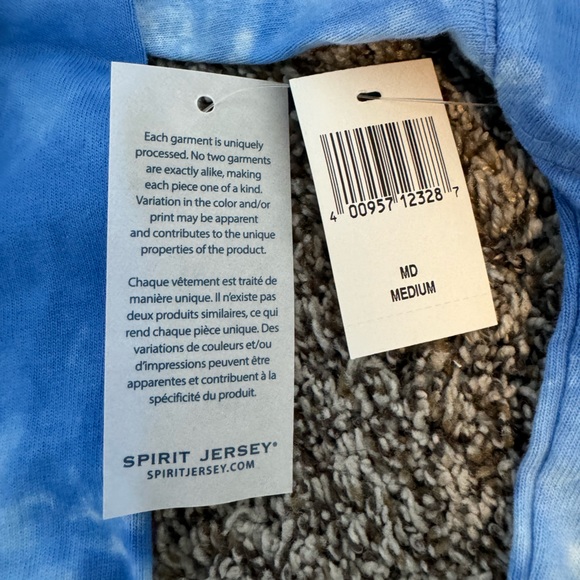 Each garment is uniquely
processed. No two garments
are exactly alike, making
each piece one of a kind.
Variation in the color and/or
print may be apparent
and contributes to the unique
properties of the product.
Chaque vêtement est traité de
manière unique. Il n'existe pas
deux produits similaires, ce qui
rend chaque pièce unique. Des
variations de couleurs et/ou
d'impressions peuvent être
apparentes et contribuent à la
spécificité du produit.
SPIRIT JERSEY®
SPIRITJERSEY.COM
4 00957 12328 7
MD
MEDIUM